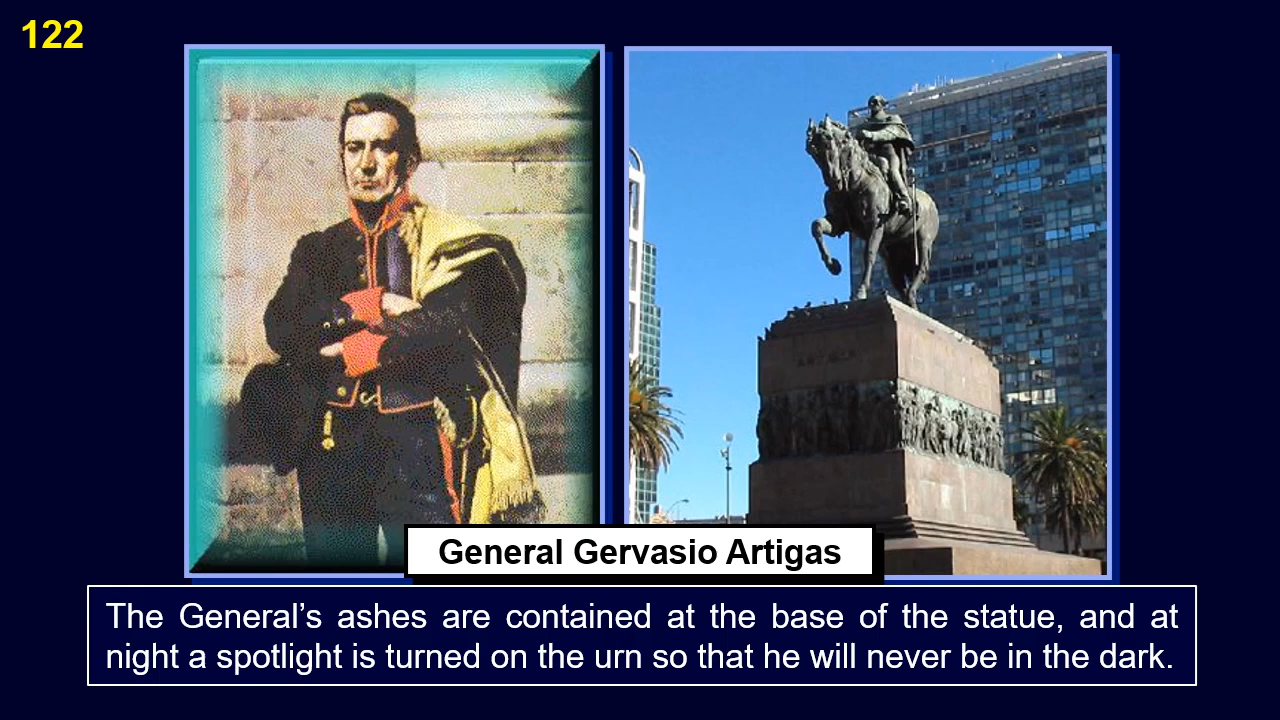 122
General Gervasio Artigas
The General’s ashes are contained at the base of the statue, and at
night a spotlight is turned on the urn so that he will never be in the dark.